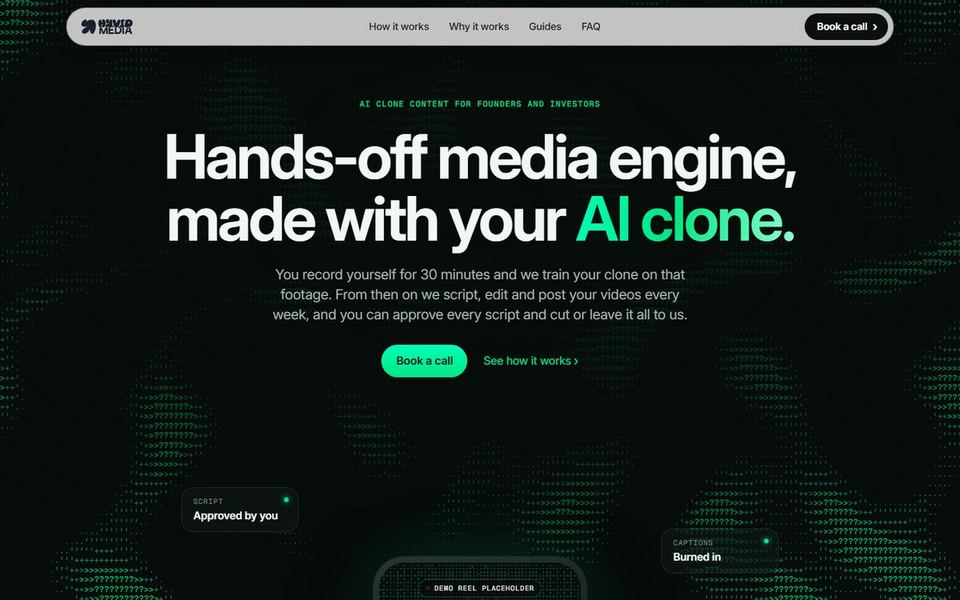 HYVID
MEDIA
How it works
Why it works
Guides
FAQ
Book a call ›
AI CLONE CONTENT FOR FOUNDERS AND INVESTORS
Hands-off media engine,
made with your AI clone.
You record yourself for 30 minutes and we train your clone on that
footage. From then on we script, edit and post your videos every
week, and you can approve every script and cut or leave it all to us.
Book a call
See how it works ›
SCRIPT
Approved by you
CAPTIONS
Burned in
DEMO REEL PLACEHOLDER